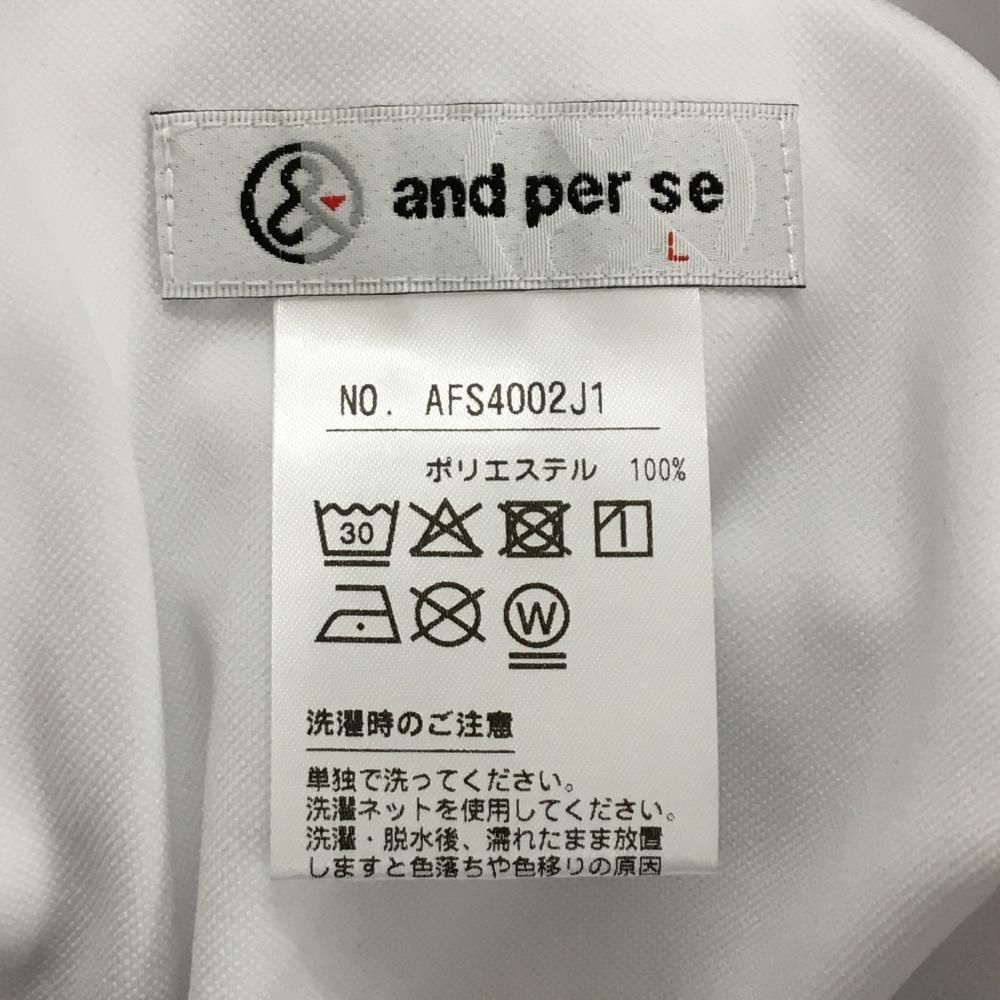 and per se
L
NO. AFS4002J1
ポリエステル 100%
30
1
W
洗濯時のご注意
単独で洗ってください。
洗濯ネットを使用してください。
洗濯・脱水後、濡れたまま放置
しますと色落ちや色移りの原因